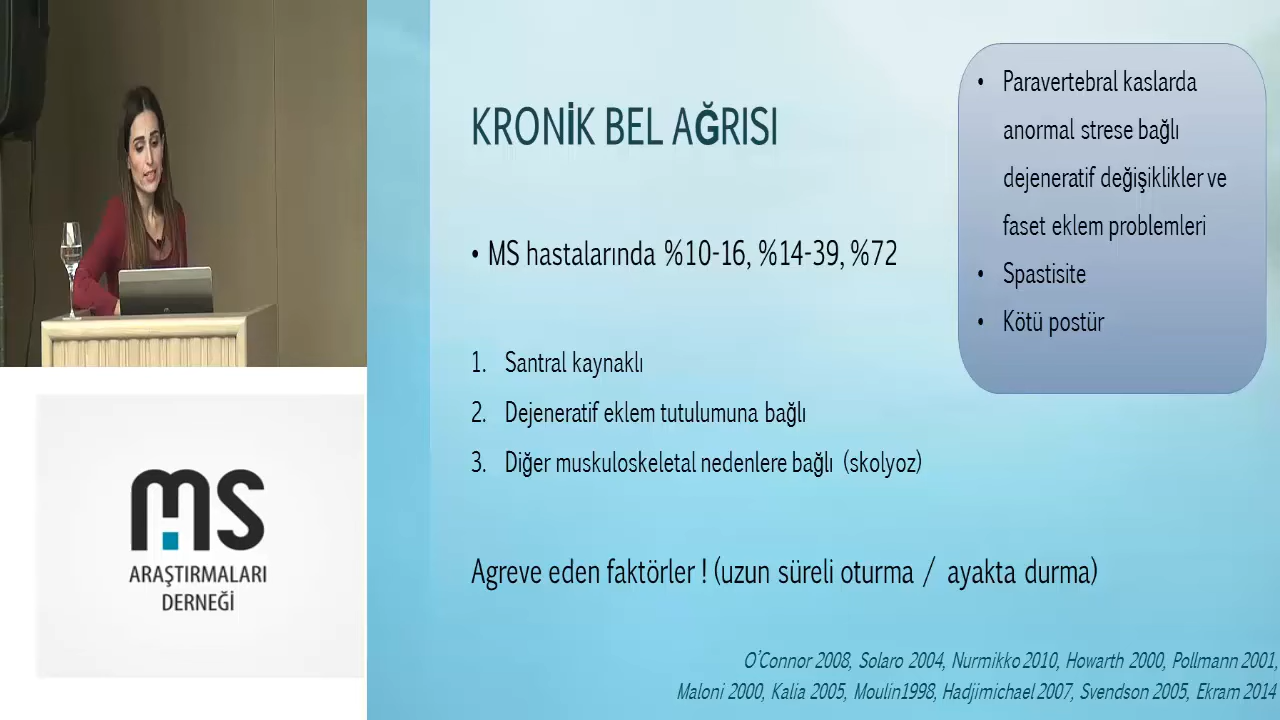 KRONİK BEL AĞRISI
• MS hastalarında %10-16, %14-39, %72
1. Santral kaynaklı
2. Dejeneratif eklem tutulumuna bağlı
3. Diğer muskuloskeletal nedenlere bağlı (skolyoz)
Agreve eden faktörler ! (uzun süreli oturma / ayakta durma)
• Paravertebral kaslarda
anormal strese bağlı
dejeneratif değişiklikler ve
faset eklem problemleri
• Spastisite
• Kötü postür
O'Connor 2008, Solaro 2004, Nurmikko 2010, Howarth 2000, Pollmann 2001,
Maloni 2000, Kalia 2005, Moulin1998, Hadjimichael 2007, Svendson 2005, Ekram 2014
MS
ARAŞTIRMALARI
DERNEĞİ